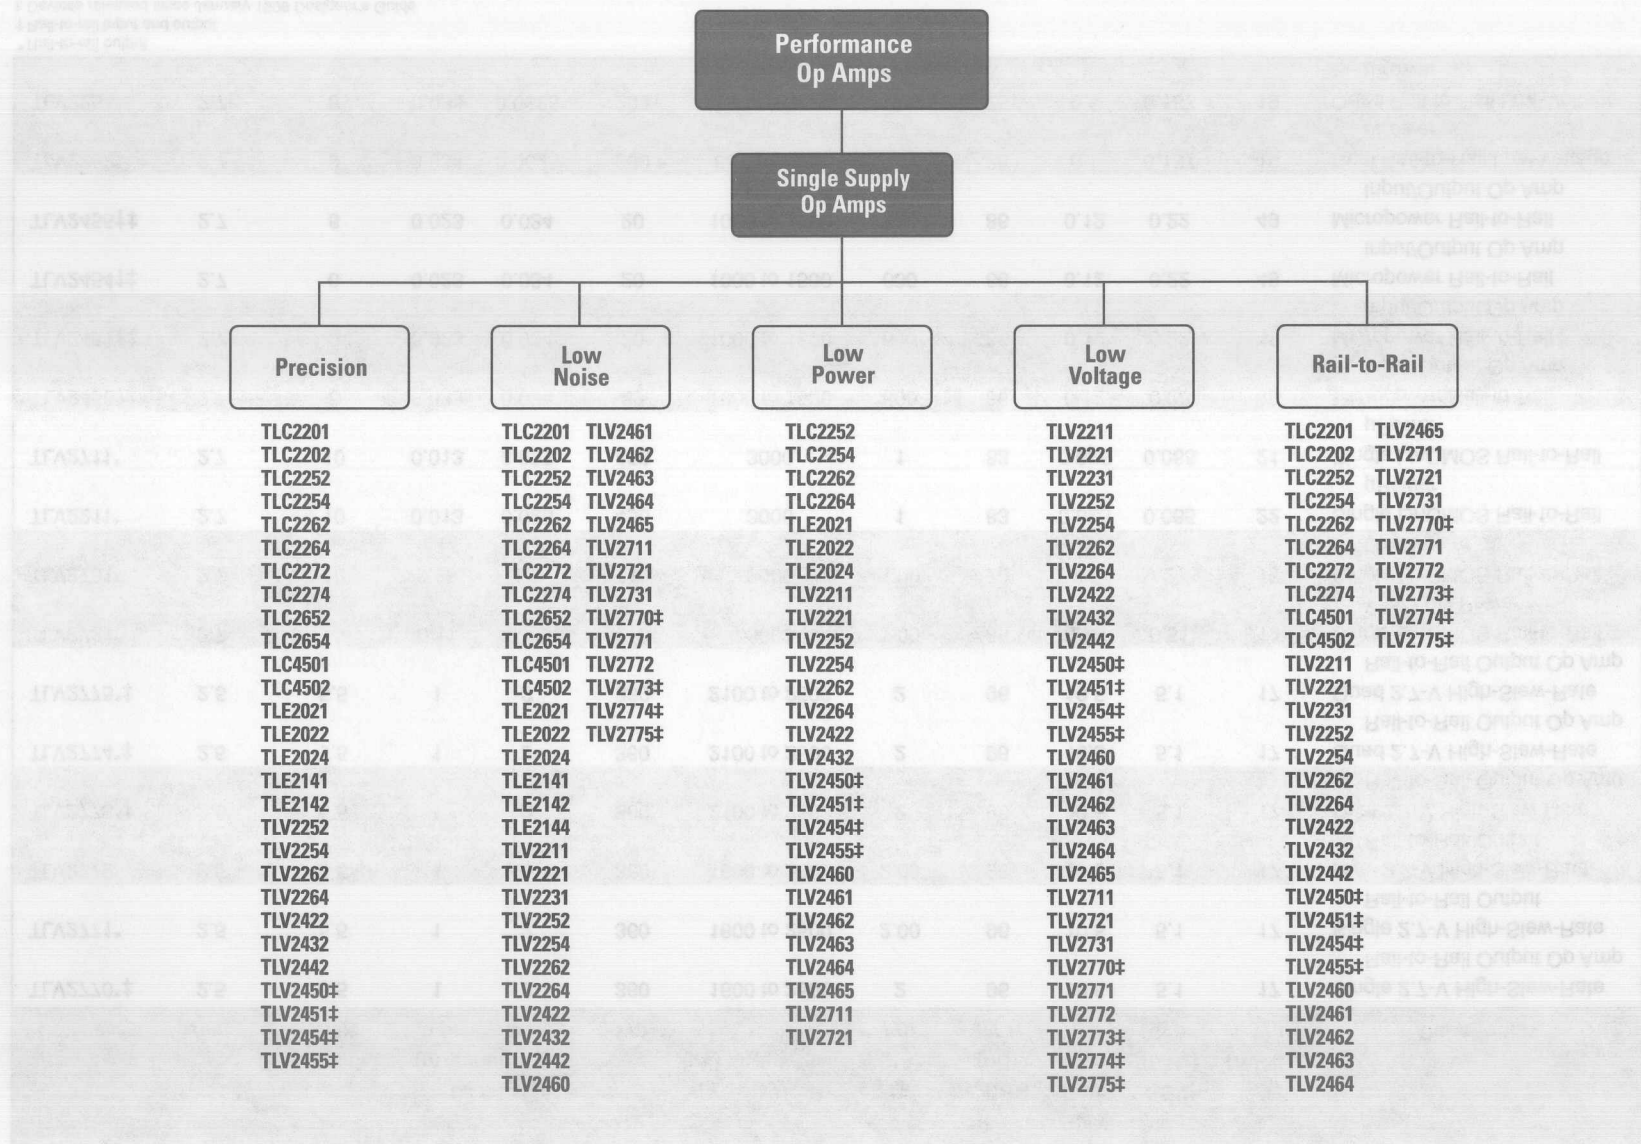 Performance
Op Amps
Single Supply
Op Amps
Precision
TLC2201
TLC2202
TLC2252
TLC2254
TLC2262
TLC2264
TLC2272
TLC2274
TLC2652
TLC2654
TLC4501
TLC4502
TLE2021
TLE2022
TLE2024
TLE2141
TLE2142
TLV2252
TLV2254
TLV2262
TLV2264
TLV2422
TLV2432
TLV2442
TLV2450‡
TLV2451‡
TLV2454‡
TLV2455‡
Low
Noise
TLC2201 TLV2461
TLC2202 TLV2462
TLC2252 TLV2463
TLC2254 TLV2464
TLC2262 TLV2465
TLC2264 TLV2711
TLC2272 TLV2721
TLC2274 TLV2731
TLC2652 TLV2770‡
TLC2654 TLV2771
TLC4501 TLV2772
TLC4502 TLV2773‡
TLE2021 TLV2774‡
TLE2022 TLV2775‡
TLE2024
TLE2141
TLE2142
TLE2144
TLV2211
TLV2221
TLV2231
TLV2252
TLV2254
TLV2262
TLV2264
TLV2422
TLV2432
TLV2442
TLV2460
Low
Power
TLC2252
TLC2254
TLC2262
TLC2264
TLE2021
TLE2022
TLE2024
TLV2211
TLV2221
TLV2252
TLV2254
TLV2262
TLV2264
TLV2422
TLV2432
TLV2450‡
TLV2451‡
TLV2454‡
TLV2455‡
TLV2460
TLV2461
TLV2462
TLV2463
TLV2464
TLV2465
TLV2711
TLV2721
Low
Voltage
TLV2211
TLV2221
TLV2231
TLV2252
TLV2254
TLV2262
TLV2264
TLV2422
TLV2432
TLV2442
TLV2450‡
TLV2451‡
TLV2454‡
TLV2455‡
TLV2460
TLV2461
TLV2462
TLV2463
TLV2464
TLV2465
TLV2711
TLV2721
TLV2731
TLV2770‡
TLV2771
TLV2772
TLV2773‡
TLV2774‡
TLV2775‡
Rail-to-Rail
TLC2201 TLV2465
TLC2202 TLV2711
TLC2252 TLV2721
TLC2254 TLV2731
TLC2262 TLV2770‡
TLC2264 TLV2771
TLC2272 TLV2772
TLC2274 TLV2773‡
TLC4501 TLV2774‡
TLC4502 TLV2775‡
TLV2211
TLV2221
TLV2231
TLV2252
TLV2254
TLV2262
TLV2264
TLV2422
TLV2432
TLV2442
TLV2450‡
TLV2451‡
TLV2454‡
TLV2455‡
TLV2460
TLV2461
TLV2462
TLV2463
TLV2464